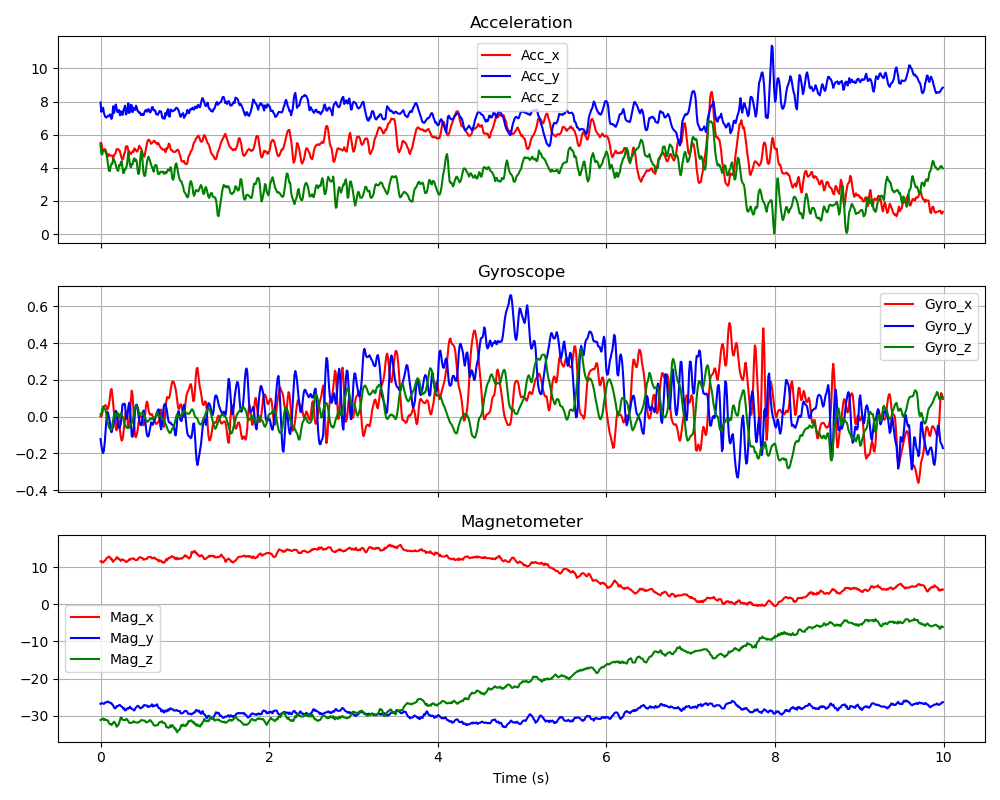 Acceleration
10
8
6
4
2
0
Acc_x
Acc_y
Acc_z
Gyroscope
0.6
0.4
0.2
0.0
−0.2
−0.4
Gyro_x
Gyro_y
Gyro_z
Magnetometer
10
0
−10
−20
−30
Mag_x
Mag_y
Mag_z
0 2 4 6 8 10
Time (s)